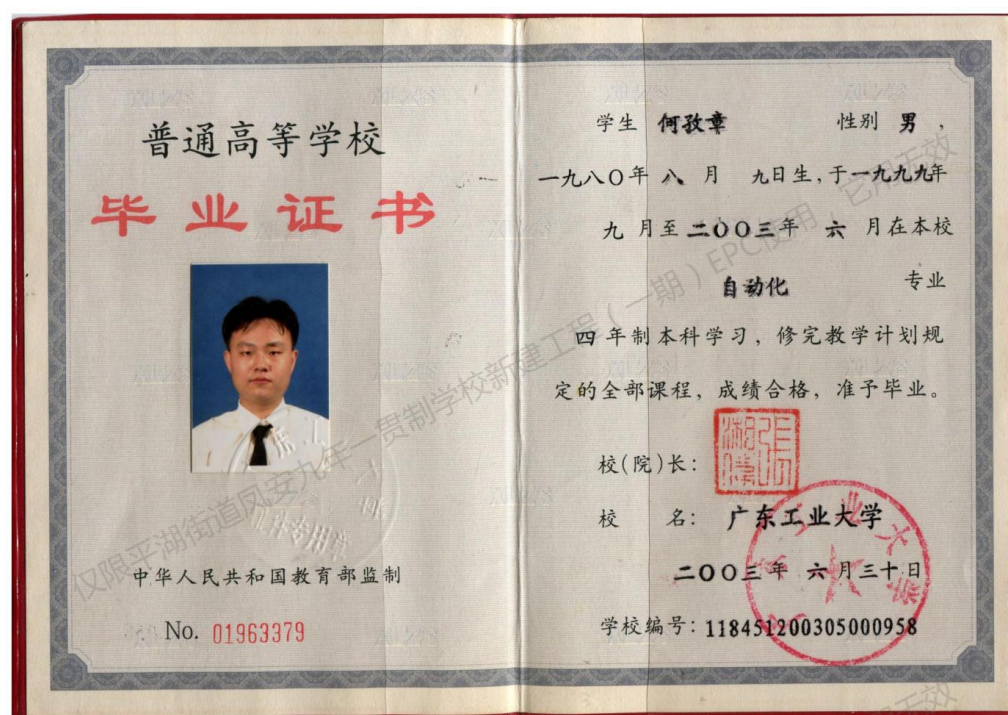 普通高等学校
毕业证书
中华人民共和国教育部监制
No. 01963379
学生 何孜章 性别 男，
一九八〇年 八 月 九日生，于一九九九年
九 月至 二〇〇三年 六 月在本校
自动化 专业
四 年制本科学习，修完教学计划规
定的全部课程，成绩合格，准予毕业。
校(院)长：
校 名： 广东工业大学
二〇〇三年 六月三十日
学校编号：118451200305000958
广东工业大学
仅限平湖街道凤安九年一贯制学校新建工程（一期）EPC使用，它用无效